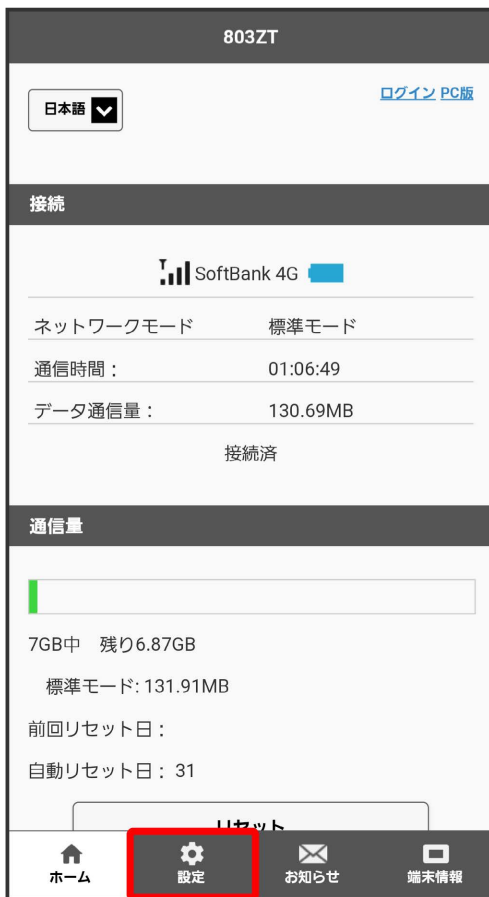 803ZT
日本語
ログイン PC版
接続
SoftBank 4G
ネットワークモード 標準モード
通信時間： 01:06:49
データ通信量： 130.69MB
接続済
通信量
7GB中 残り6.87GB
標準モード: 131.91MB
前回リセット日：
自動リセット日： 31
リセット
ホーム 設定 お知らせ 端末情報